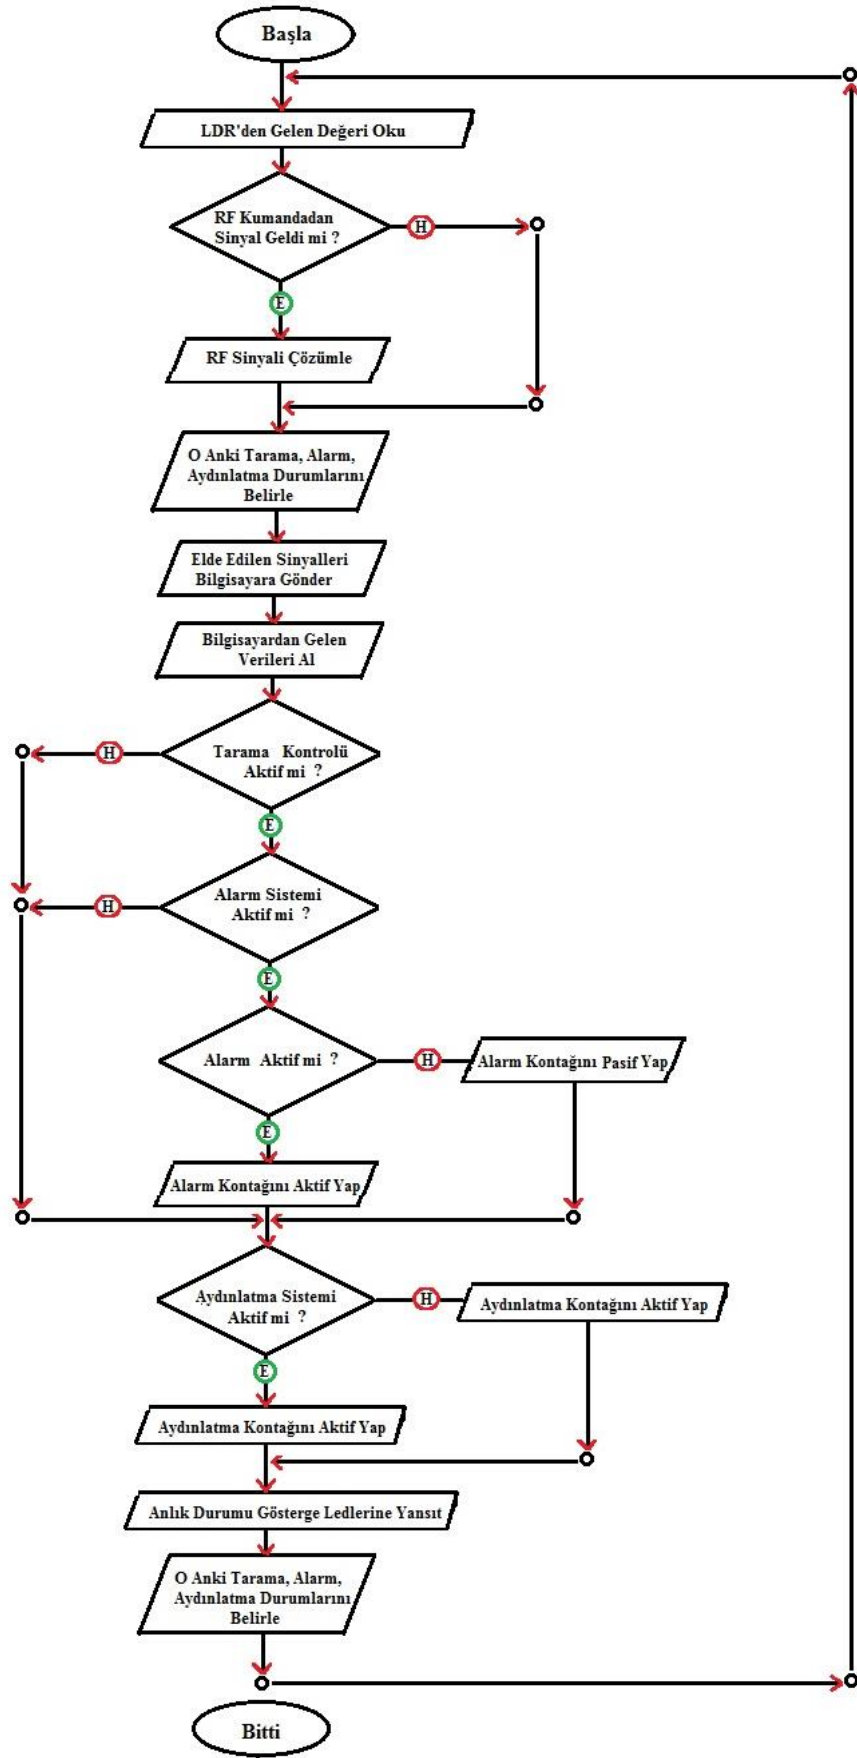 Başla
LDR'den Gelen Değeri Oku
RF Kumandadan
Sinyal Geldi mi ?
H
E
RF Sinyali Çözümle
O Anki Tarama, Alarm,
Aydınlatma Durumlarını
Belirle
Elde Edilen Sinyalleri
Bilgisayara Gönder
Bilgisayardan Gelen
Verileri Al
Tarama Kontrolü
Aktif mi ?
H
E
Alarm Sistemi
Aktif mi ?
H
E
Alarm Aktif mi ?
H
Alarm Kontağını Pasif Yap
E
Alarm Kontağını Aktif Yap
Aydınlatma Sistemi
Aktif mi ?
H
Aydınlatma Kontağını Aktif Yap
E
Aydınlatma Kontağını Aktif Yap
Anlık Durumu Gösterge Ledlerine Yansıt
O Anki Tarama, Alarm,
Aydınlatma Durumlarını
Belirle
Bitti